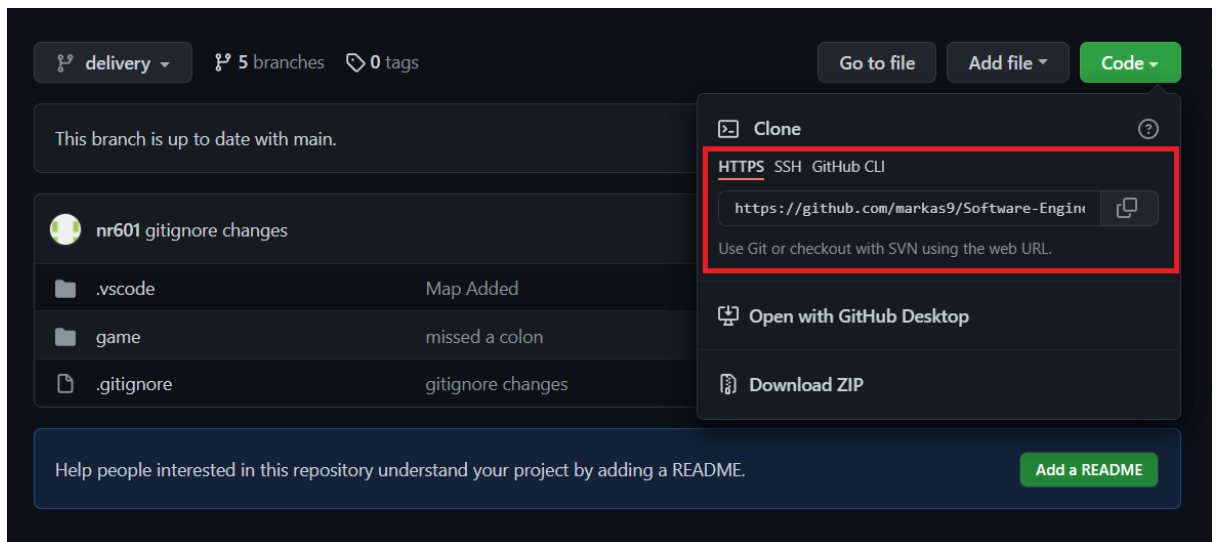 delivery 5 branches 0 tags Go to file Add file Code
This branch is up to date with main.
Clone
HTTPS SSH GitHub CLI
https://github.com/markas9/Software-Engine
Use Git or checkout with SVN using the web URL.
Open with GitHub Desktop
Download ZIP
nr601 gitignore changes
.vscode Map Added
game missed a colon
.gitignore gitignore changes
Help people interested in this repository understand your project by adding a README. Add a README